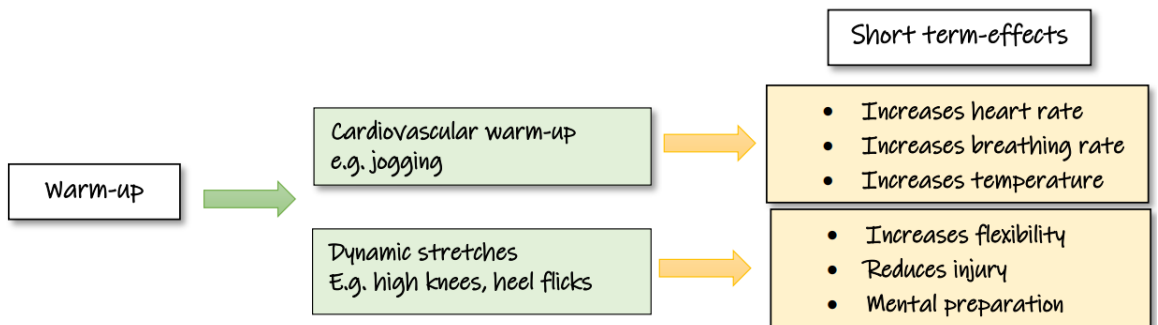 Short term-effects
Warm-up
Cardiovascular warm-up
e.g. jogging
• Increases heart rate
• Increases breathing rate
• Increases temperature
Dynamic stretches
E.g. high knees, heel flicks
• Increases flexibility
• Reduces injury
• Mental preparation